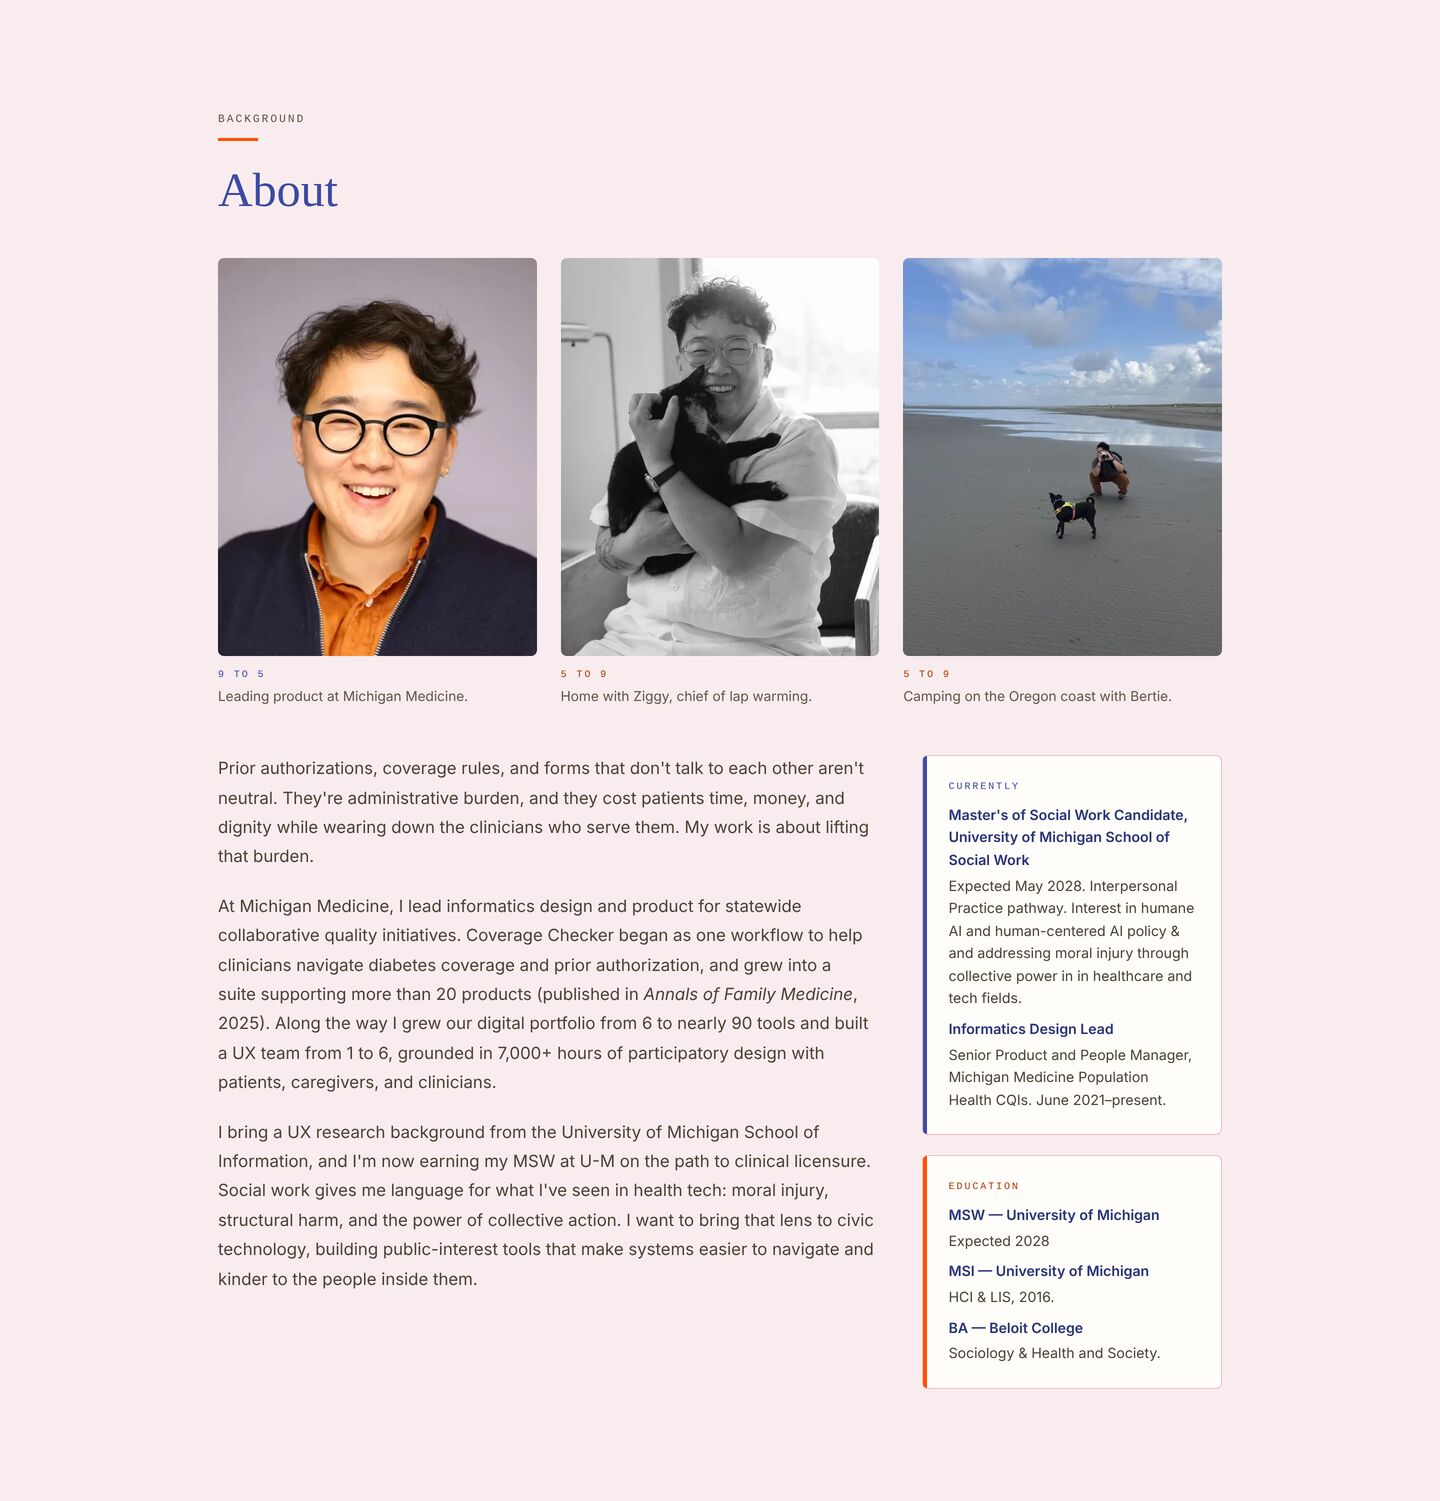 BACKGROUND
About
9 TO 5
Leading product at Michigan Medicine.
5 TO 9
Home with Ziggy, chief of lap warming.
5 TO 9
Camping on the Oregon coast with Bertie.
Prior authorizations, coverage rules, and forms that don't talk to each other aren't
neutral. They're administrative burden, and they cost patients time, money, and
dignity while wearing down the clinicians who serve them. My work is about lifting
that burden.
At Michigan Medicine, I lead informatics design and product for statewide
collaborative quality initiatives. Coverage Checker began as one workflow to help
clinicians navigate diabetes coverage and prior authorization, and grew into a
suite supporting more than 20 products (published in Annals of Family Medicine,
2025). Along the way I grew our digital portfolio from 6 to nearly 90 tools and built
a UX team from 1 to 6, grounded in 7,000+ hours of participatory design with
patients, caregivers, and clinicians.
I bring a UX research background from the University of Michigan School of
Information, and I'm now earning my MSW at U-M on the path to clinical licensure.
Social work gives me language for what I've seen in health tech: moral injury,
structural harm, and the power of collective action. I want to bring that lens to civic
technology, building public-interest tools that make systems easier to navigate and
kinder to the people inside them.
CURRENTLY
Master's of Social Work Candidate,
University of Michigan School of
Social Work
Expected May 2028. Interpersonal
Practice pathway. Interest in humane
AI and human-centered AI policy &
and addressing moral injury through
collective power in in healthcare and
tech fields.
Informatics Design Lead
Senior Product and People Manager,
Michigan Medicine Population
Health CQIs. June 2021–present.
EDUCATION
MSW — University of Michigan
Expected 2028
MSI — University of Michigan
HCI & LIS, 2016.
BA — Beloit College
Sociology & Health and Society.